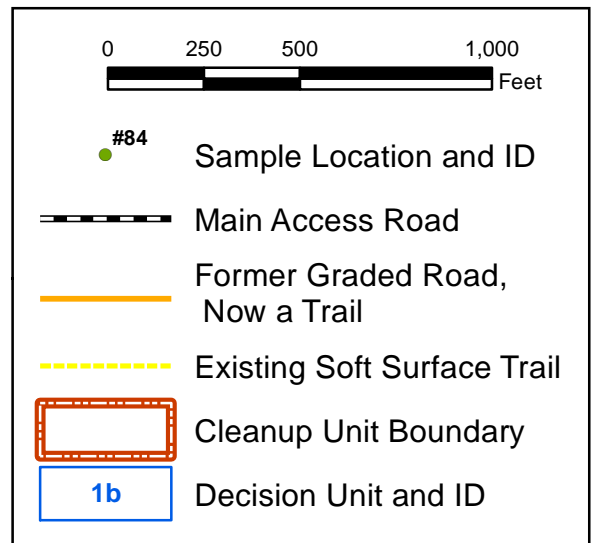 0 250 500 1,000
Feet
#84
Sample Location and ID
Main Access Road
Former Graded Road,
Now a Trail
Existing Soft Surface Trail
Cleanup Unit Boundary
1b Decision Unit and ID